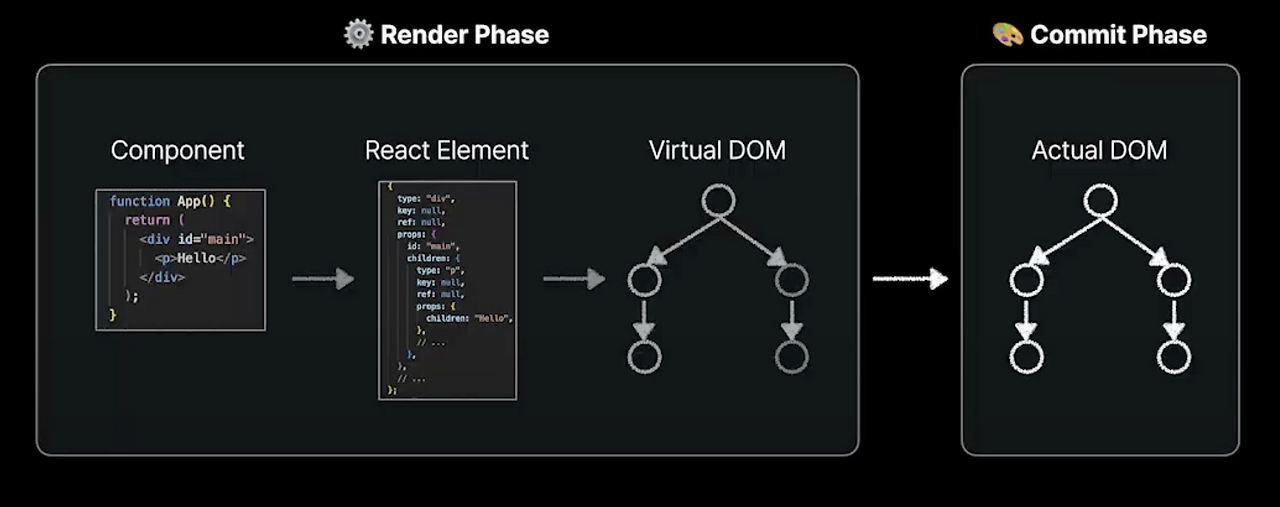 ⚙️ Render Phase
🎨 Commit Phase
Component
React Element
Virtual DOM
Actual DOM
function App() {
  return (
    <div id="main">
      <p>Hello</p>
    </div>
  );
}
{
  type: "div",
  key: null,
  ref: null,
  props: {
    id: "main",
    children: {
      type: "p",
      key: null,
      ref: null,
      props: {
        children: "Hello",
      },
      // ...
    },
  },
  // ...
};